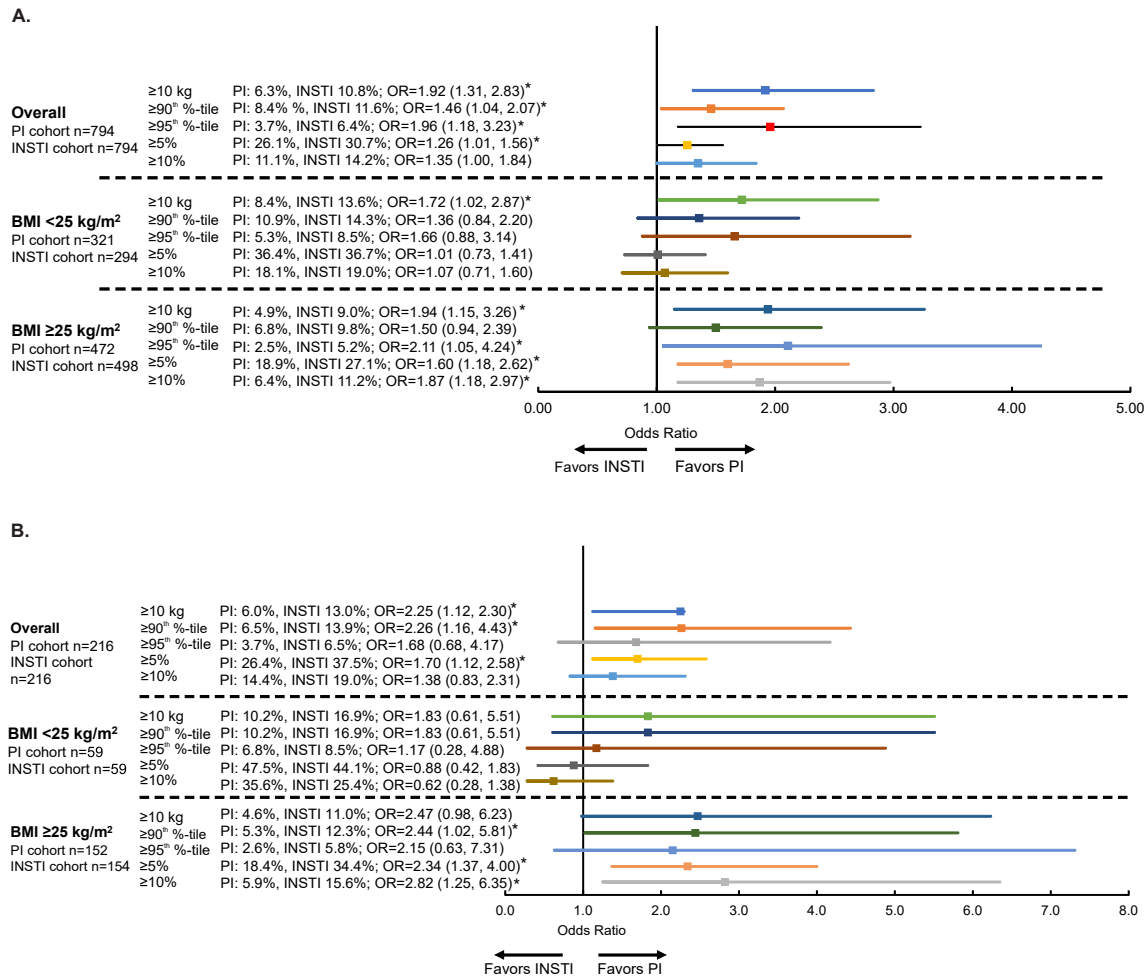 A.
≥10 kg PI: 6.3%, INSTI 10.8%; OR=1.92 (1.31, 2.83)*
Overall ≥90th %-tile PI: 8.4% %, INSTI 11.6%; OR=1.46 (1.04, 2.07)*
PI cohort n=794 ≥95th %-tile PI: 3.7%, INSTI 6.4%; OR=1.96 (1.18, 3.23)*
INSTI cohort n=794 ≥5% PI: 26.1% INSTI 30.7%; OR=1.26 (1.01, 1.56)*
≥10% PI: 11.1% INSTI 14.2%; OR=1.35 (1.00, 1.84)
≥10 kg PI: 8.4%, INSTI 13.6%; OR=1.72 (1.02, 2.87)*
BMI <25 kg/m² ≥90th %-tile PI: 10.9%, INSTI 14.3%; OR=1.36 (0.84, 2.20)
PI cohort n=321 ≥95th %-tile PI: 5.3%, INSTI 8.5%; OR=1.66 (0.88, 3.14)
INSTI cohort n=294 ≥5% PI: 36.4% INSTI 36.7%; OR=1.01 (0.73, 1.41)
≥10% PI: 18.1%, INSTI 19.0%; OR=1.07 (0.71, 1.60)
≥10 kg PI: 4.9%, INSTI 9.0%; OR=1.94 (1.15, 3.26)*
BMI ≥25 kg/m² ≥90th %-tile PI: 6.8%, INSTI 9.8%; OR=1.50 (0.94, 2.39)
PI cohort n=472 ≥95th %-tile PI: 2.5%, INSTI 5.2%; OR=2.11 (1.05, 4.24)*
INSTI cohort n=498 ≥5% PI: 18.9% INSTI 27.1%; OR=1.60 (1.18, 2.62)*
≥10% PI: 6.4%, INSTI 11.2%; OR=1.87 (1.18, 2.97)*
0.00 1.00 2.00 3.00 4.00 5.00
Odds Ratio
Favors INSTI Favors PI
B.
≥10 kg PI: 6.0%, INSTI 13.0%; OR=2.25 (1.12, 2.30)*
Overall ≥90th %-tile PI: 6.5%, INSTI 13.9%; OR=2.26 (1.16, 4.43)*
PI cohort n=216 ≥95th %-tile PI: 3.7%, INSTI 6.5%; OR=1.68 (0.68, 4.17)
INSTI cohort ≥5% PI: 26.4% INSTI 37.5%; OR=1.70 (1.12, 2.58)*
n=216 ≥10% PI: 14.4% INSTI 19.0%; OR=1.38 (0.83, 2.31)
≥10 kg PI: 10.2%, INSTI 16.9%; OR=1.83 (0.61, 5.51)
BMI <25 kg/m² ≥90th %-tile PI: 10.2%, INSTI 16.9%; OR=1.83 (0.61, 5.51)
PI cohort n=59 ≥95th %-tile PI: 6.8%, INSTI 8.5%; OR=1.17 (0.28, 4.88)
INSTI cohort n=59 ≥5% PI: 47.5% INSTI 44.1%; OR=0.88 (0.42, 1.83)
≥10% PI: 35.6% INSTI 25.4%; OR=0.62 (0.28, 1.38)
≥10 kg PI: 4.6%, INSTI 11.0%; OR=2.47 (0.98, 6.23)
BMI ≥25 kg/m² ≥90th %-tile PI: 5.3%, INSTI 12.3%; OR=2.44 (1.02, 5.81)*
PI cohort n=152 ≥95th %-tile PI: 2.6%, INSTI 5.8%; OR=2.15 (0.63, 7.31)
INSTI cohort n=154 ≥5% PI: 18.4% INSTI 34.4%; OR=2.34 (1.37, 4.00)*
≥10% PI: 5.9%, INSTI 15.6%; OR=2.82 (1.25, 6.35)*
0.0 1.0 2.0 3.0 4.0 5.0 6.0 7.0 8.0
Odds Ratio
Favors INSTI Favors PI